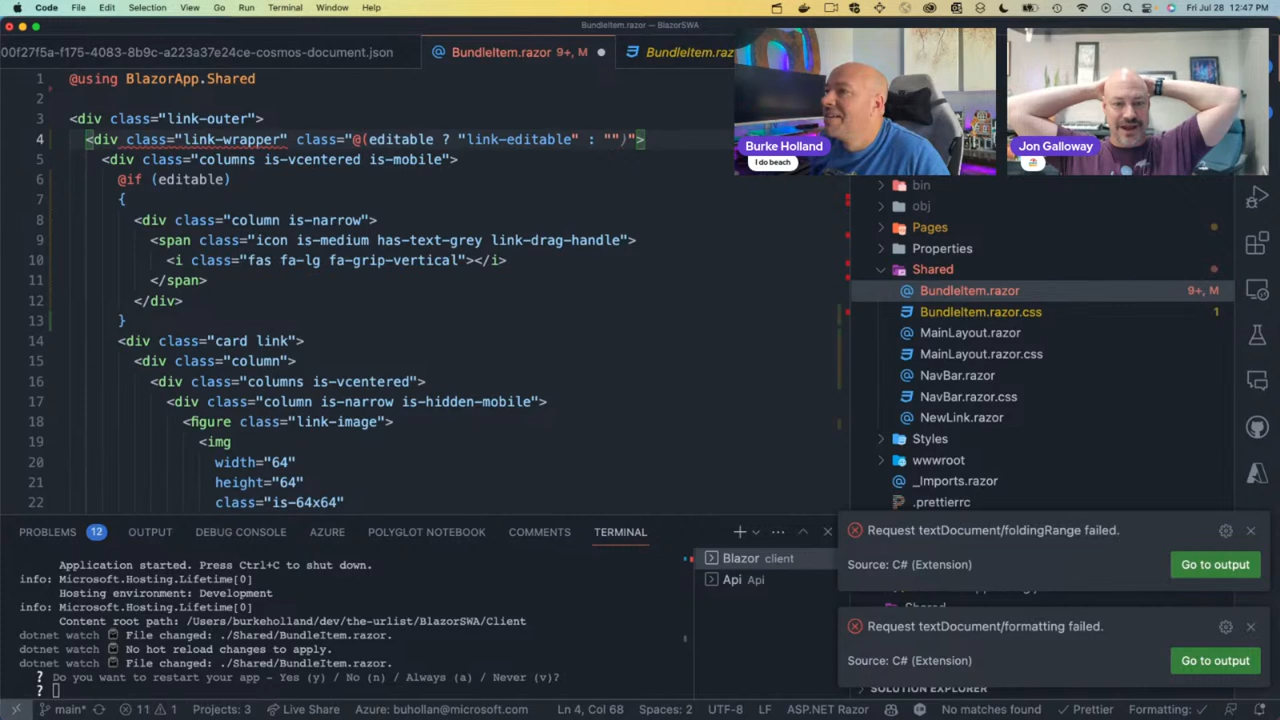 Code File Edit Selection View Go Run Terminal Window Help Fri Jul 28 12:47 PM
BundleItem.razor — BlazorSWA
00f27f5a-f175-4083-8b9c-a223a37e24ce-cosmos-document.json
BundleItem.razor 9+, M
BundleItem.raz
Burke Holland
I do beach
Jon Galloway
1 @using BlazorApp.Shared
2
3 <div class="link-outer">
4 <div class="link-wrapper" class="@(editable ? "link-editable" : "")">
5 <div class="columns is-vcentered is-mobile">
6 @if (editable)
7 {
8 <div class="column is-narrow">
9 <span class="icon is-medium has-text-grey link-drag-handle">
10 <i class="fas fa-lg fa-grip-vertical"></i>
11 </span>
12 </div>
13 }
14 <div class="card link">
15 <div class="column">
16 <div class="columns is-vcentered">
17 <div class="column is-narrow is-hidden-mobile">
18 <figure class="link-image">
19 <img
20 width="64"
21 height="64"
22 class="is-64x64"
bin
obj
Pages
Properties
Shared
BundleItem.razor 9+, M
BundleItem.razor.css 1
MainLayout.razor
MainLayout.razor.css
NavBar.razor
NavBar.razor.css
NewLink.razor
Styles
wwwroot
_Imports.razor
.prettierrc
PROBLEMS 12 OUTPUT DEBUG CONSOLE AZURE POLYGLOT NOTEBOOK COMMENTS TERMINAL
Application started. Press Ctrl+C to shut down.
info: Microsoft.Hosting.Lifetime[0]
Hosting environment: Development
info: Microsoft.Hosting.Lifetime[0]
Content root path: /Users/burkeholland/dev/the-urlist/BlazorSWA/Client
dotnet watch File changed: ./Shared/BundleItem.razor.
dotnet watch No hot reload changes to apply.
dotnet watch File changed: ./Shared/BundleItem.razor.
? Do you want to restart your app - Yes (y) / No (n) / Always (a) / Never (v)?
?
Blazor client
Api Api
Request textDocument/foldingRange failed.
Source: C# (Extension)
Go to output
Request textDocument/formatting failed.
Source: C# (Extension)
Go to output
SOLUTION EXPLORER
main* 11 1 Projects: 3 Live Share Azure: buhollan@microsoft.com Ln 4, Col 68 Spaces: 2 UTF-8 LF ASP.NET Razor No matches found Prettier Formatting: